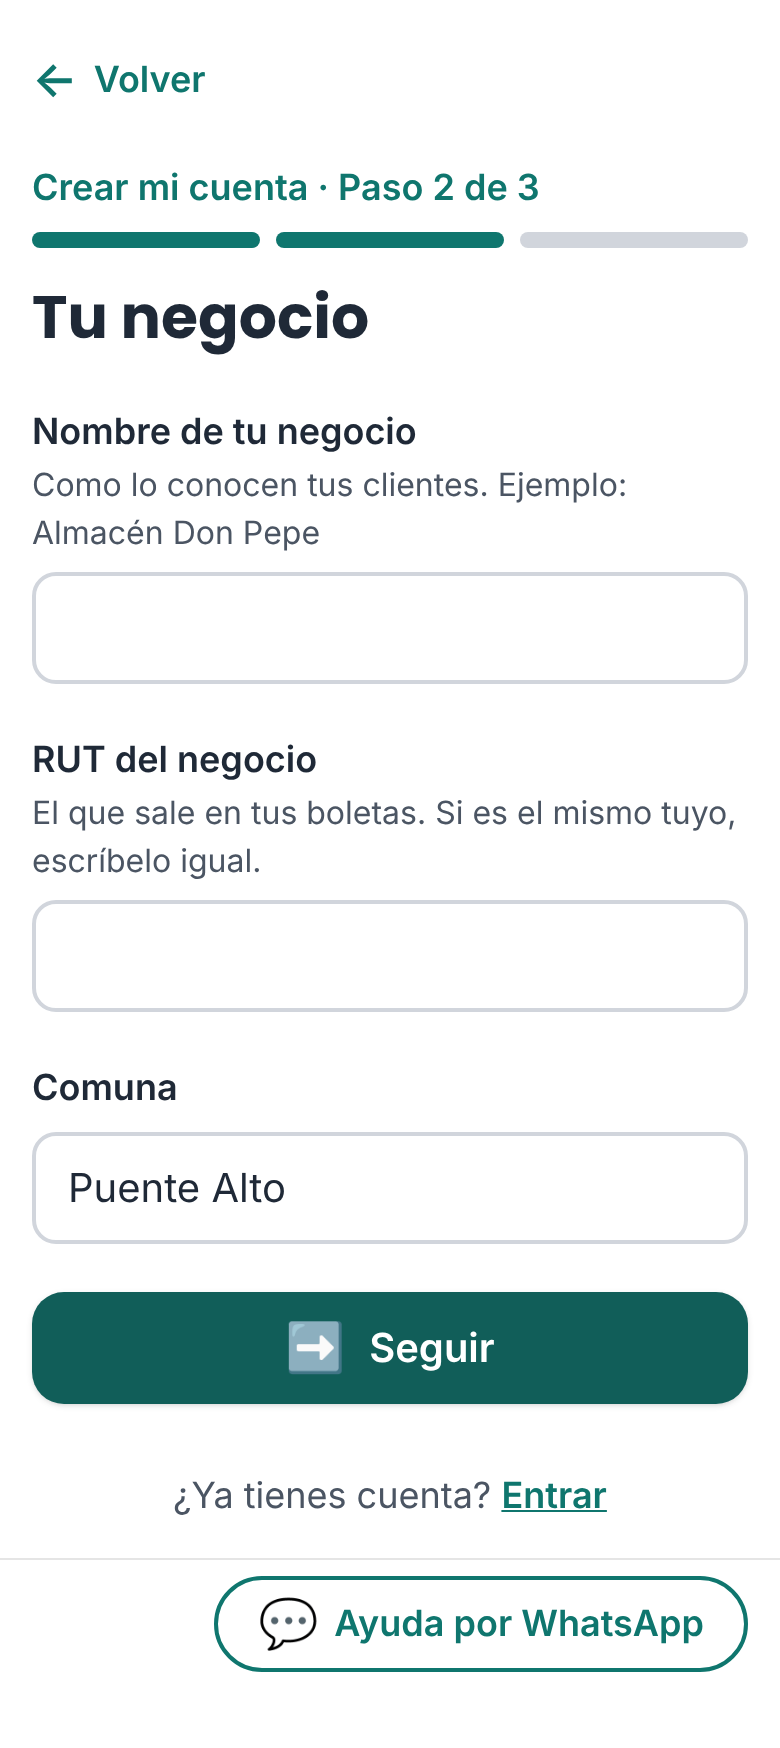 Volver
Crear mi cuenta · Paso 2 de 3
Tu negocio
Nombre de tu negocio
Como lo conocen tus clientes. Ejemplo:
Almacén Don Pepe
RUT del negocio
El que sale en tus boletas. Si es el mismo tuyo,
escríbelo igual.
Comuna
Puente Alto
Seguir
¿Ya tienes cuenta? Entrar
Ayuda por WhatsApp